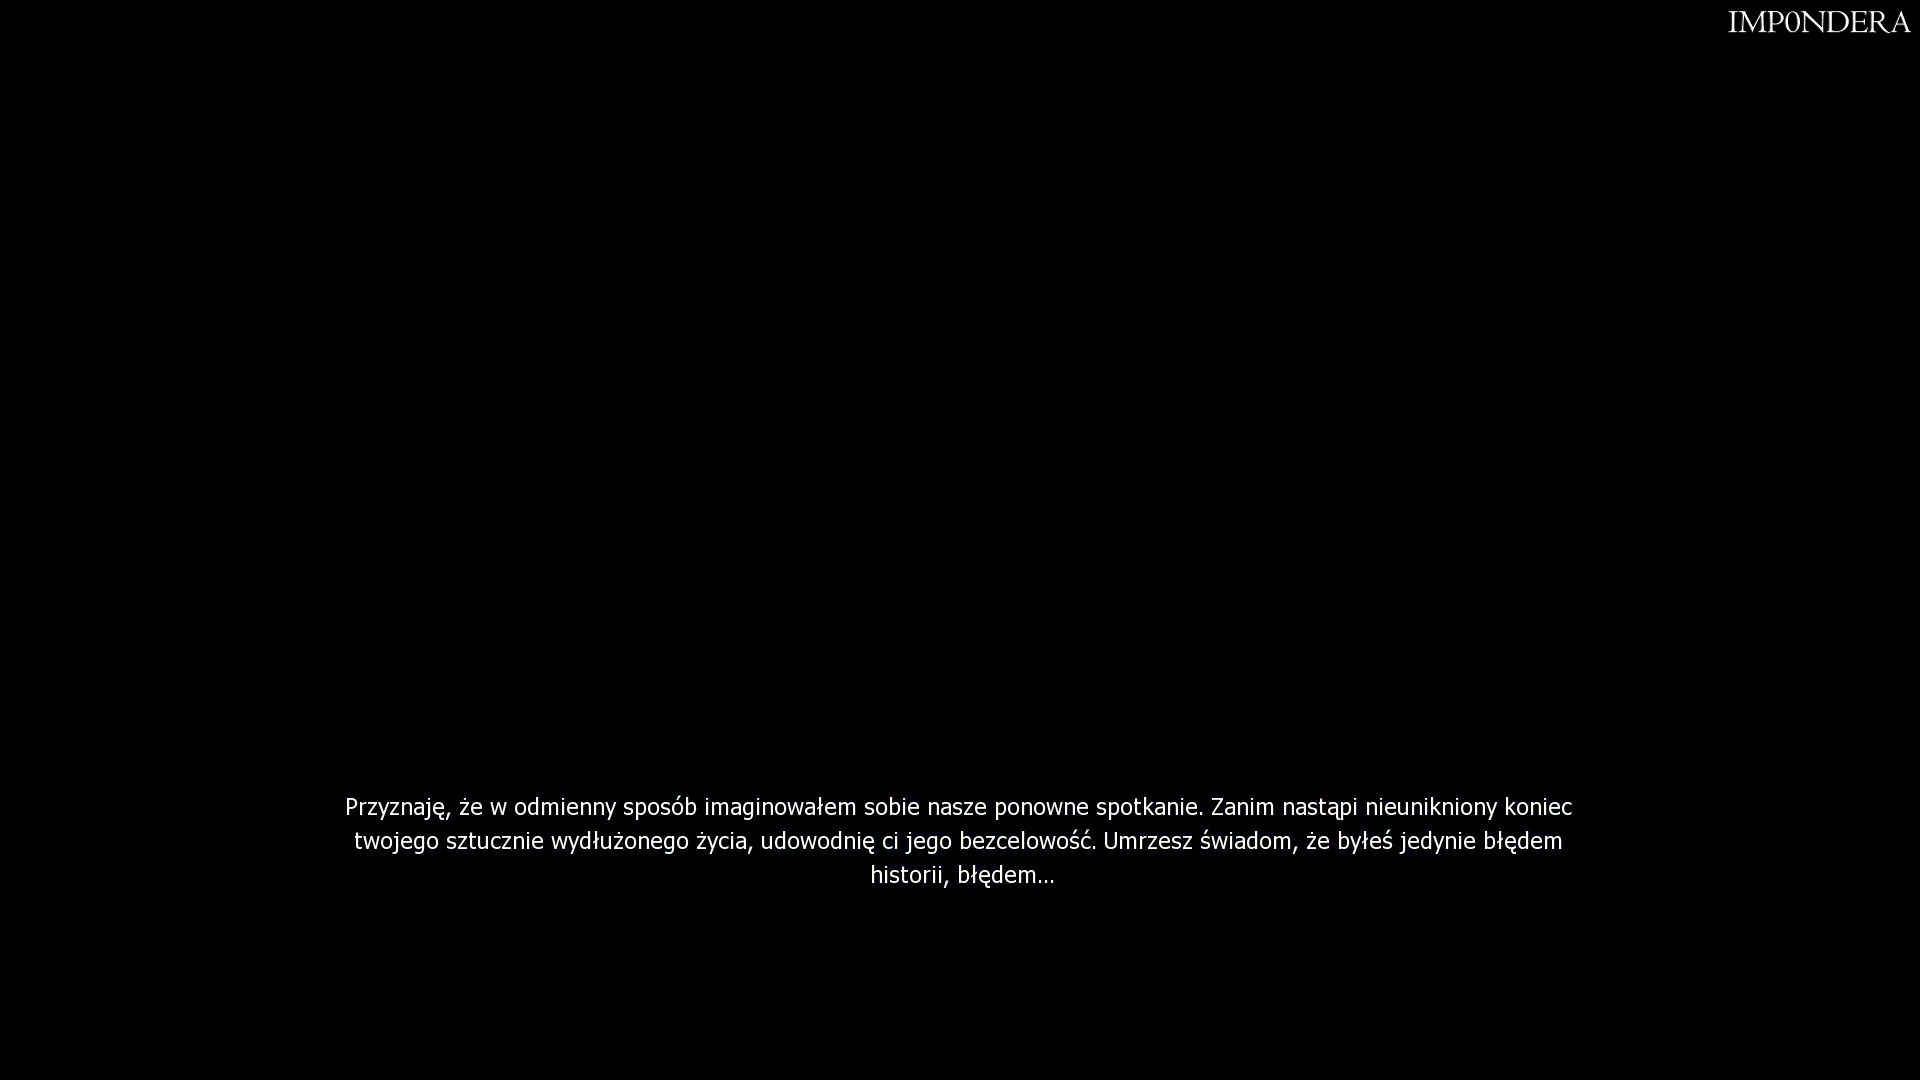 IMP0NDERA
Przyznaję, że w odmienny sposób imaginowałem sobie nasze ponowne spotkanie. Zanim nastąpi nieunikniony koniec
twojego sztucznie wydłużonego życia, udowodnię ci jego bezcelowość. Umrzesz świadom, że byłeś jedynie błędem
historii, błędem...